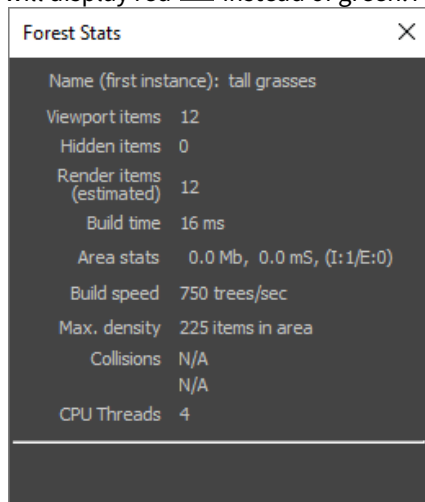 Forest Stats
Name (first instance): tall grasses
Viewport items 12
Hidden items 0
Render items
(estimated) 12
Build time 16 ms
Area stats 0.0 Mb, 0.0 mS, (I:1/E:0)
Build speed 750 trees/sec
Max. density 225 items in area
Collisions N/A
N/A
CPU Threads 4